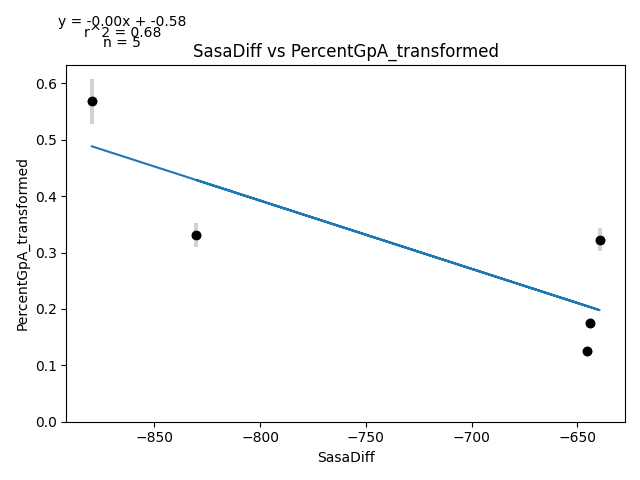 y = -0.00x + -0.58
r^2 = 0.68
n = 5
SasaDiff vs PercentGpA_transformed
PercentGpA_transformed
0.6
0.5
0.4
0.3
0.2
0.1
0.0
−850
−800
−750
−700
−650
SasaDiff